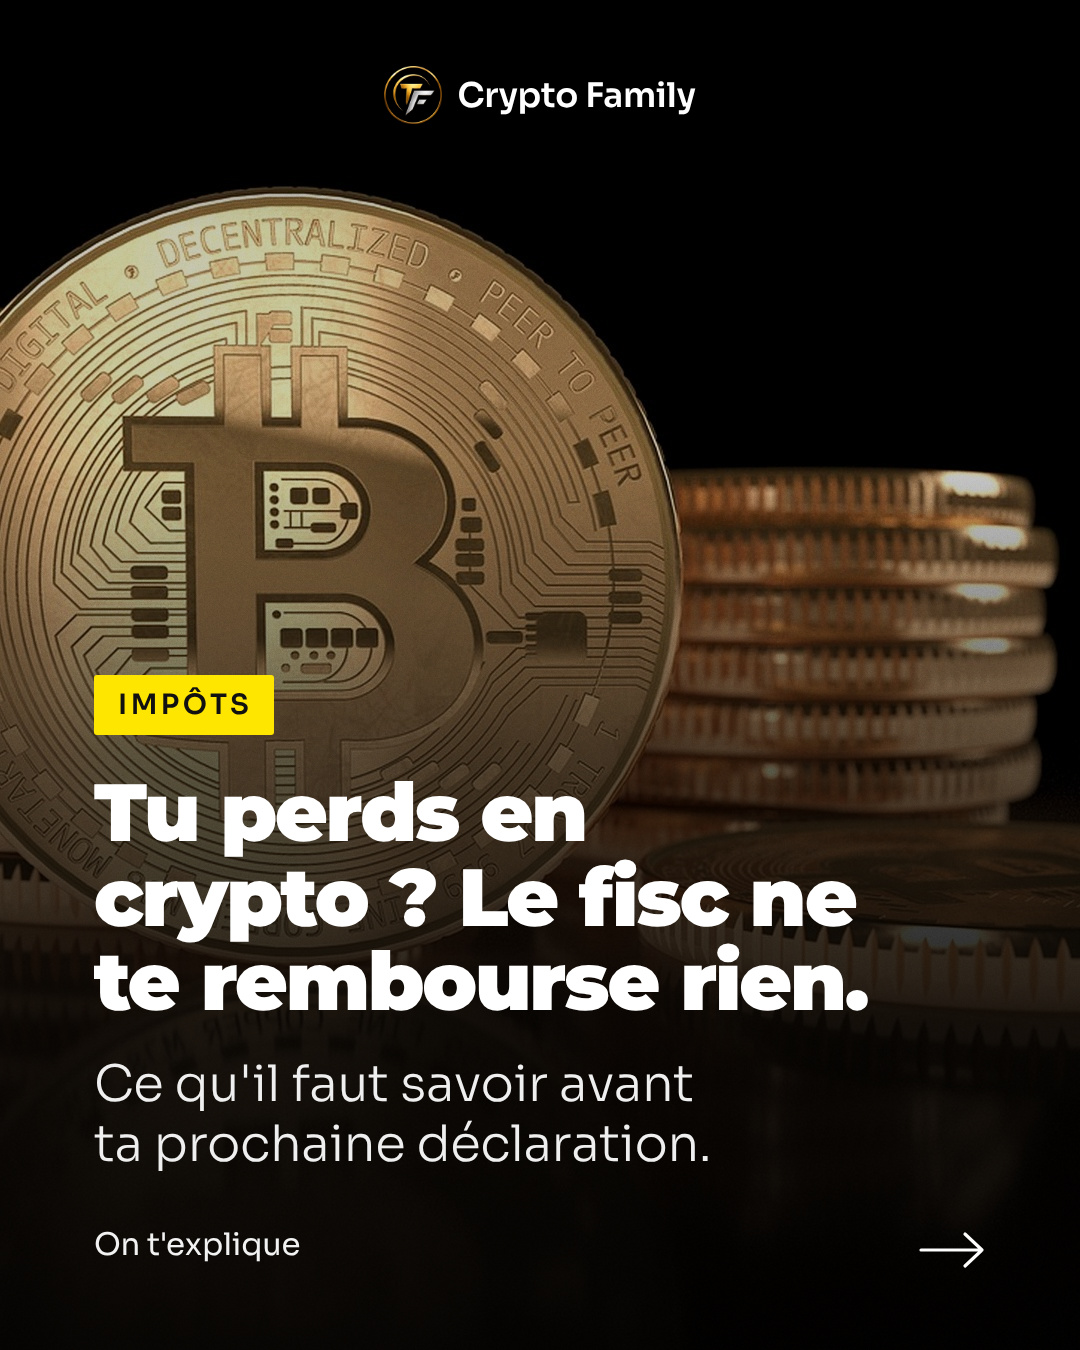 TF Crypto Family
DIGITAL • DECENTRALIZED • PEER TO PEER
IMPÔTS
Tu perds en
crypto ? Le fisc ne
te rembourse rien.
Ce qu'il faut savoir avant
ta prochaine déclaration.
On t'explique